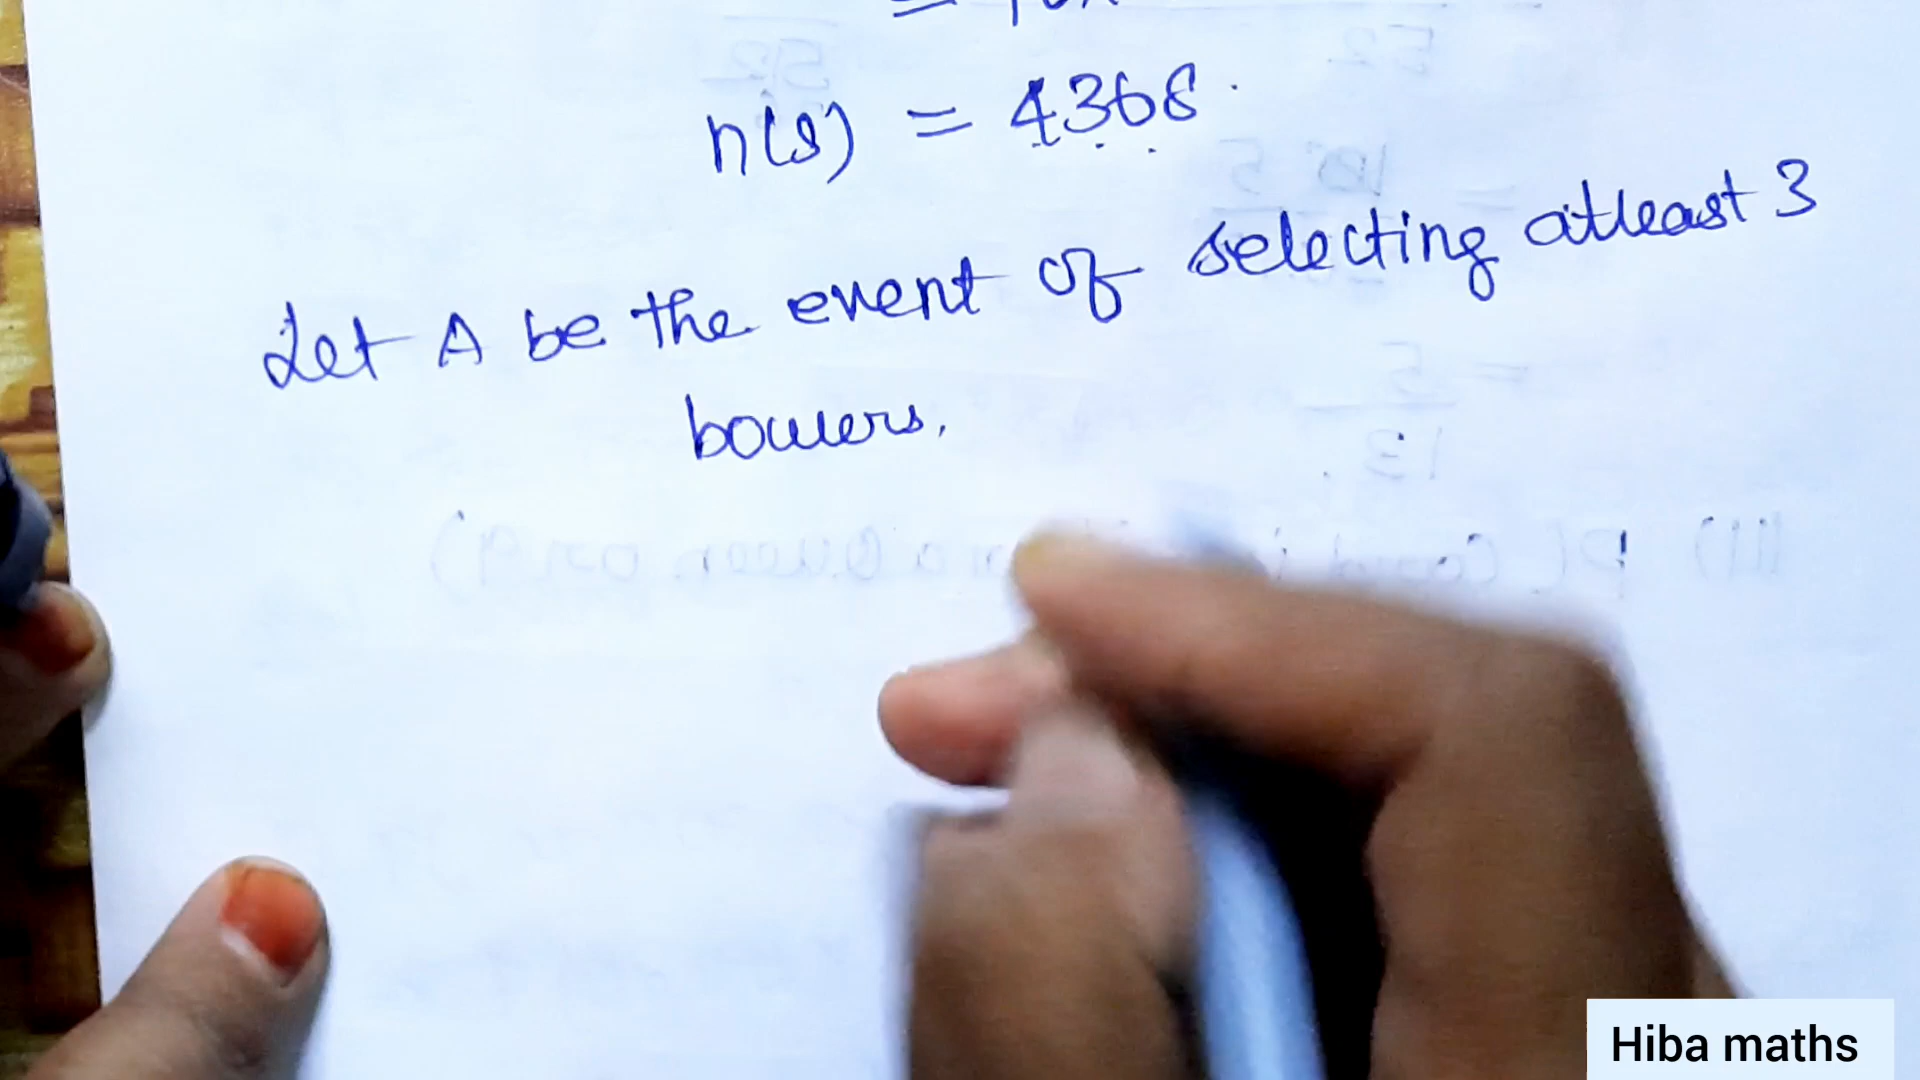 n(s) = 4368.
Let A be the event of selecting atleast 3
bowlers.
Hiba maths